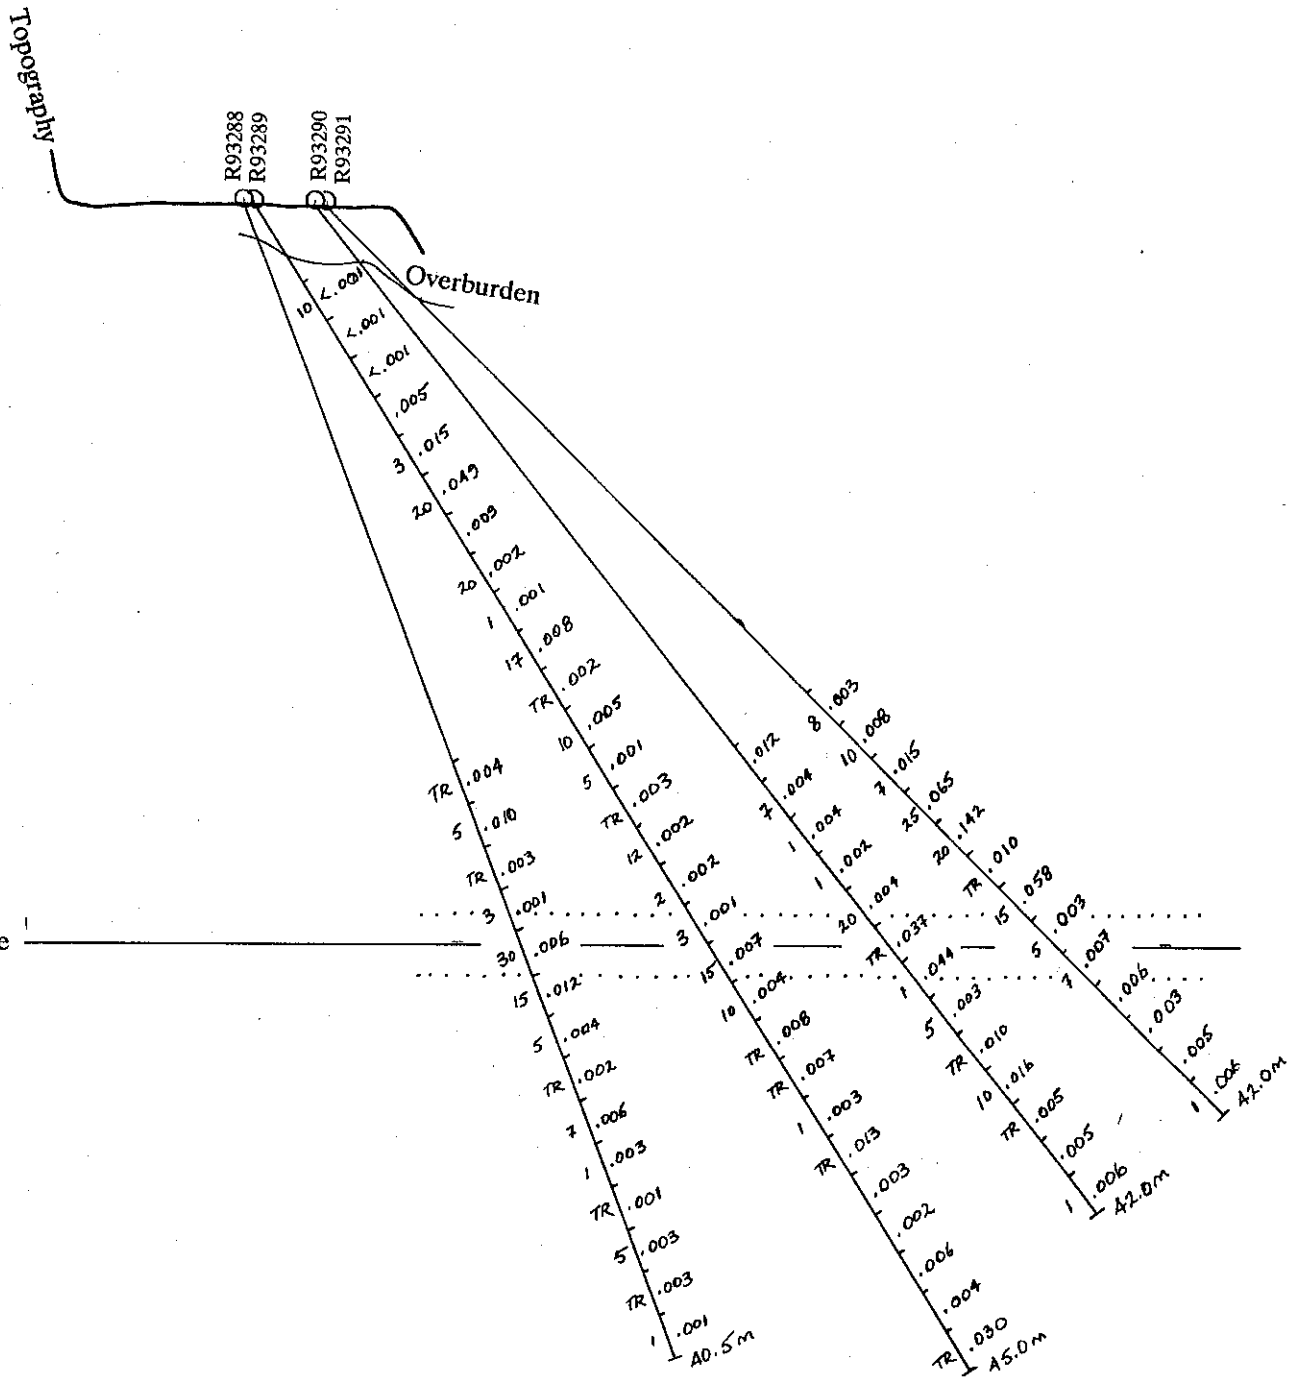 Topography
R93288
R93289
R93290
R93291
Overburden
e
TR .004
5 .010
TR .003
3 .001
30 .006
15 .012
5 .004
TR .002
7 .006
1 .003
TR .001
5 .003
TR .003
1 .001
40.5m
10 <.001
<.001
<.001
.005
3 .015
20 .049
.009
20 .002
1 .001
17 .008
TR .002
10 .005
5 .001
TR .003
12 .002
2 .002
3 .001
15 .007
10 .004
TR .008
TR .007
1 .003
TR .013
.003
.002
.006
.004
TR .030
45.0m
.012
7 .004
1 .004
1 .002
20 .004
TR .037
1 .044
5 .003
TR .010
10 .016
TR .005
.005
1 .006
42.0m
8 .003
10 .008
7 .015
25 .065
20 .142
TR .010
15 .058
5 .003
7 .007
.006
.003
.005
1 .006
42.0m